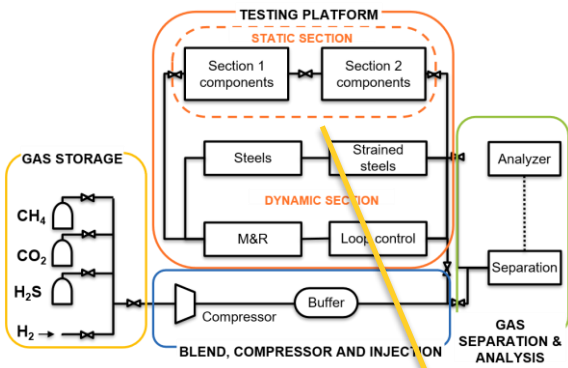 TESTING PLATFORM
STATIC SECTION
Section 1
components
Section 2
components
Steels
Strained
steels
DYNAMIC SECTION
M&R
Loop control
GAS STORAGE
CH4
CO2
H2S
H2
Compressor
Buffer
BLEND, COMPRESSOR AND INJECTION
Analyzer
Separation
GAS
SEPARATION &
ANALYSIS